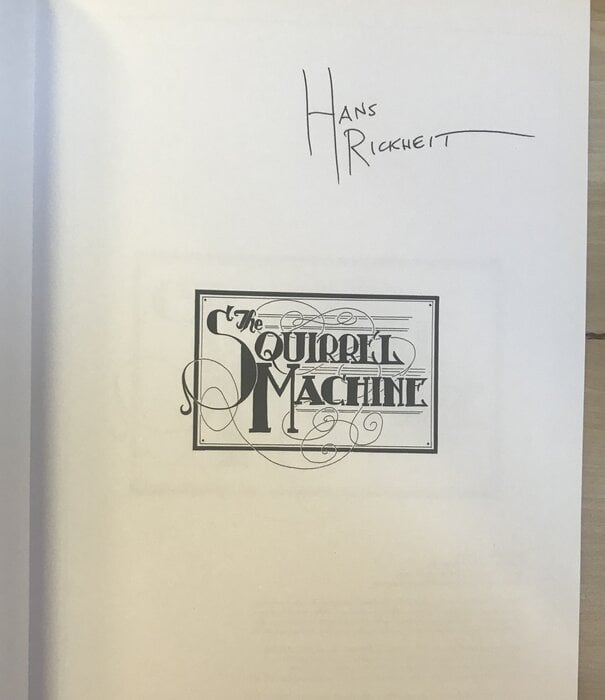 HANS
RICKHEIT
The
SQUIRREL
MACHINE